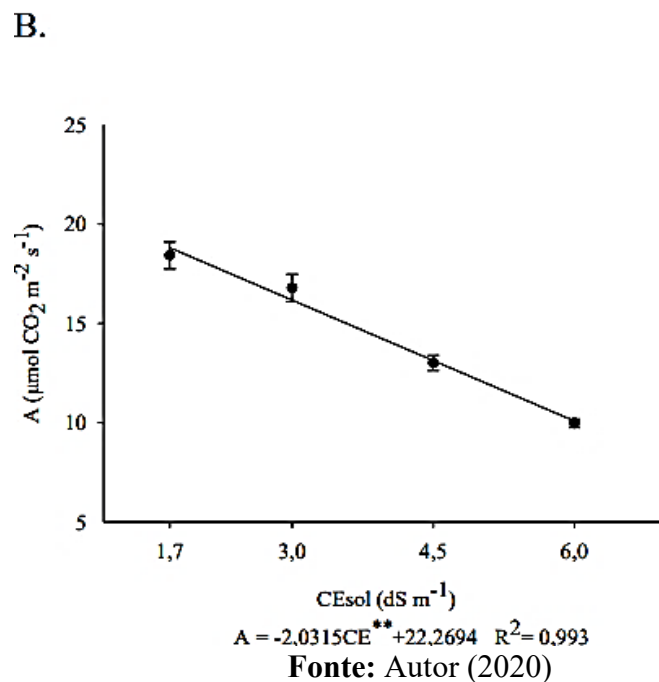 B.
25
20
15
10
5
A (µmol CO₂ m⁻² s⁻¹)
1,7 3,0 4,5 6,0
CEsol (dS m⁻¹)
A = -2,0315CE**+22,2694 R²= 0,993
Fonte: Autor (2020)